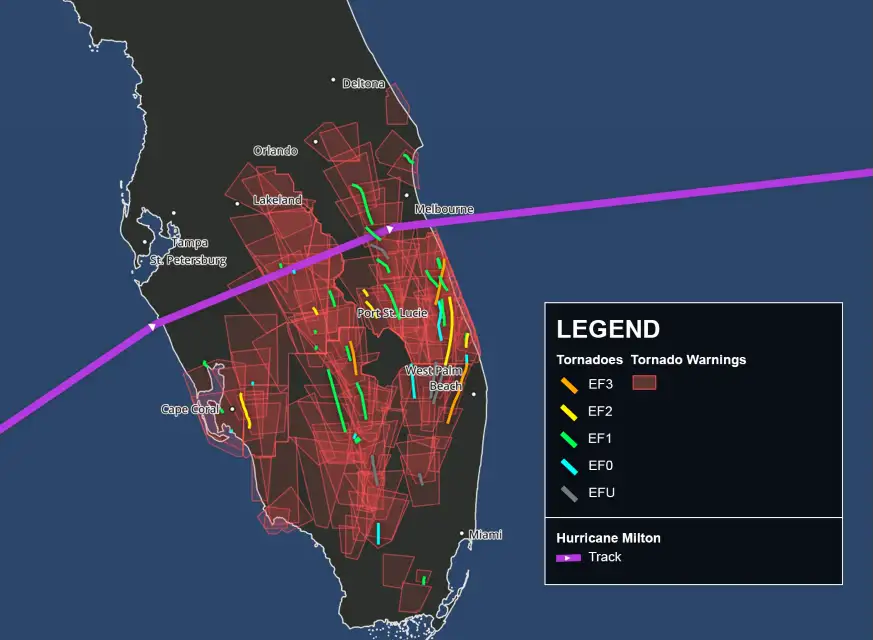 Deltona
Orlando
Lakeland
Melbourne
Tampa
St. Petersburg
Port St. Lucie
West Palm
Beach
Cape Coral
Miami
LEGEND
Tornadoes Tornado Warnings
EF3
EF2
EF1
EF0
EFU
Hurricane Milton
Track